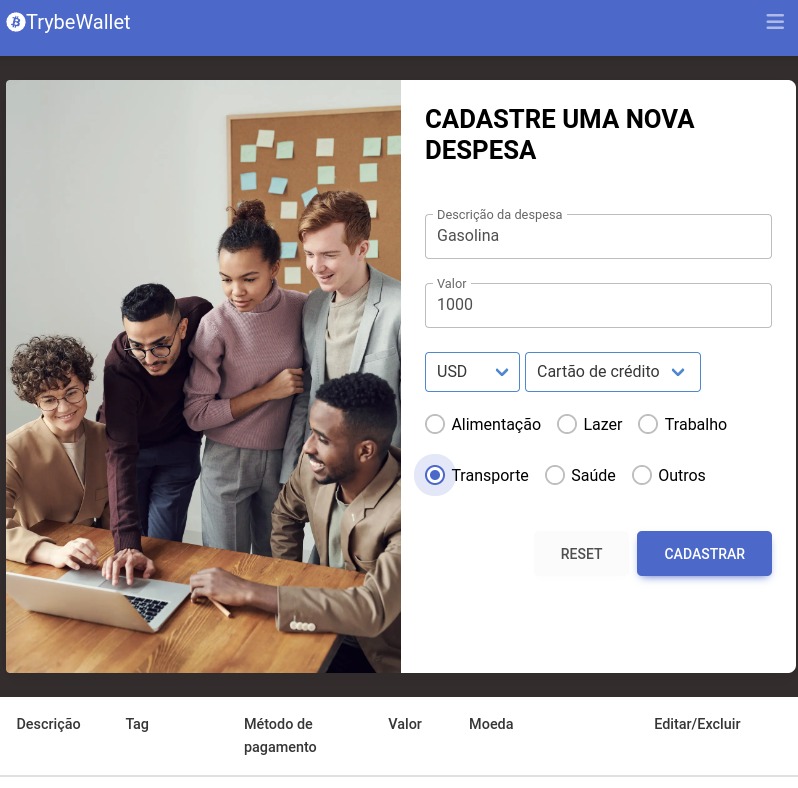 TrybeWallet
CADASTRE UMA NOVA
DESPESA
Descrição da despesa
Gasolina
Valor
1000
USD
Cartão de crédito
Alimentação
Lazer
Trabalho
Transporte
Saúde
Outros
RESET
CADASTRAR
Descrição
Tag
Método de
pagamento
Valor
Moeda
Editar/Excluir